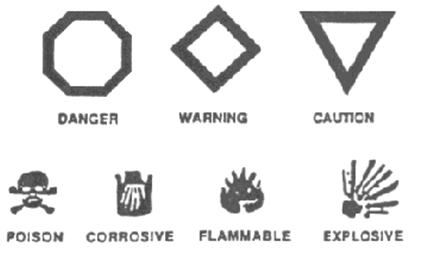 DANGER WARNING CAUTION
POISON CORROSIVE FLAMMABLE EXPLOSIVE